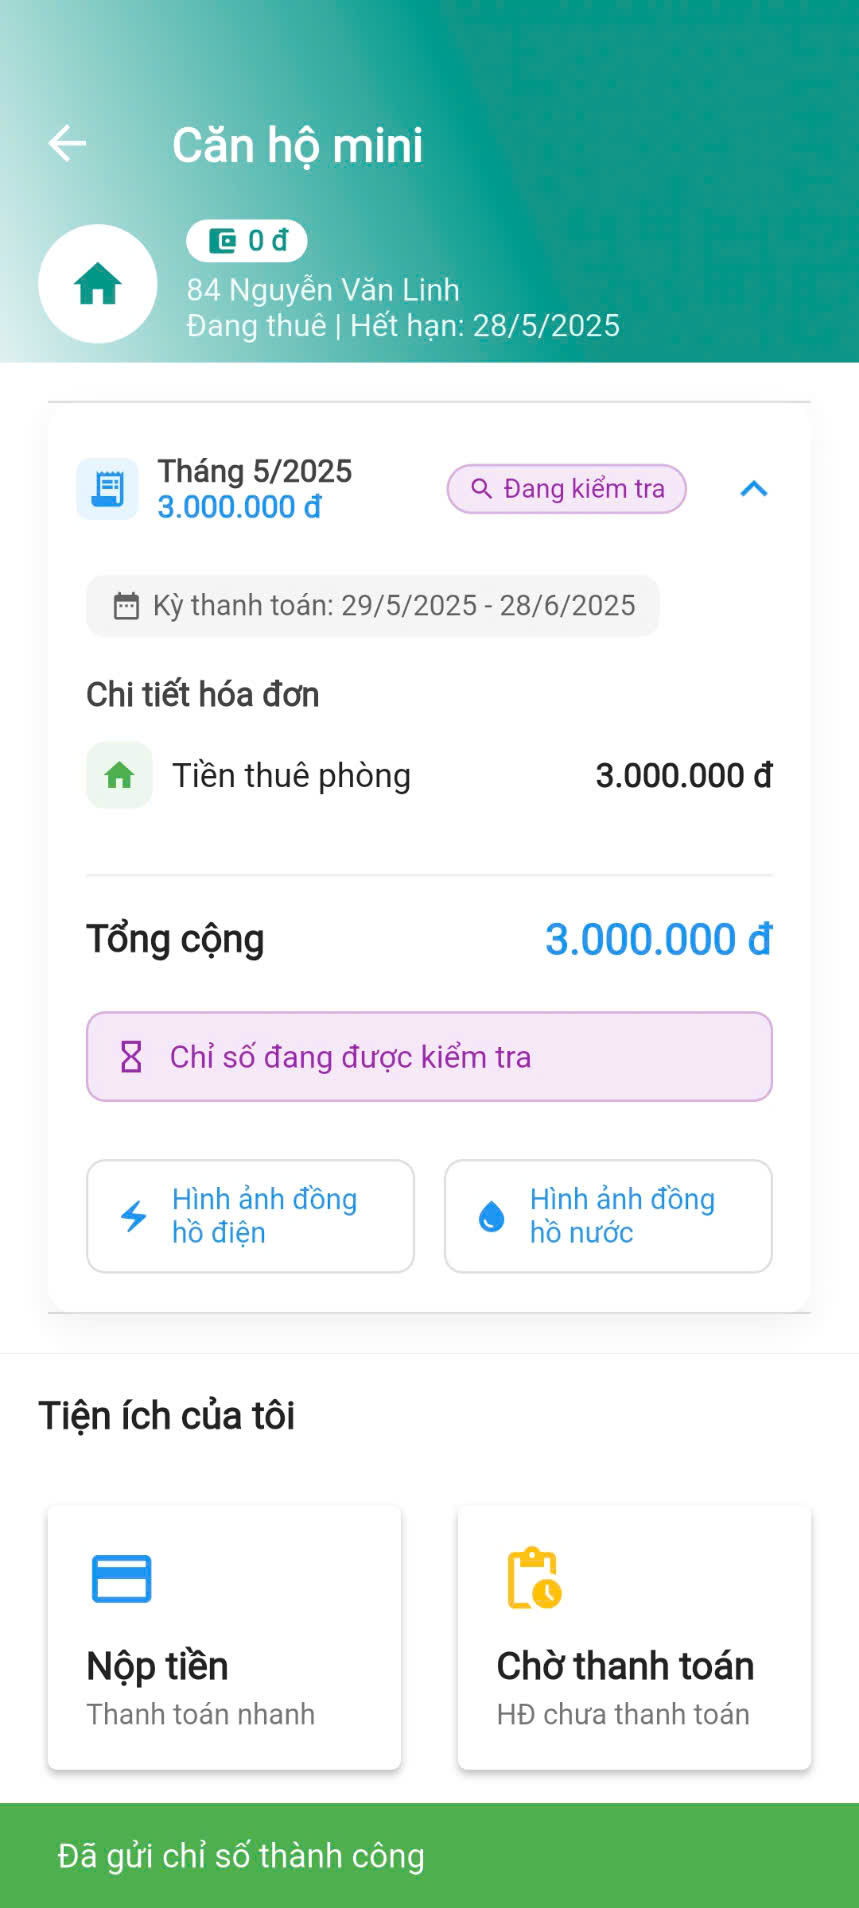 Căn hộ mini
0 đ
84 Nguyễn Văn Linh
Đang thuê | Hết hạn: 28/5/2025
Tháng 5/2025
3.000.000 đ
Đang kiểm tra
Kỳ thanh toán: 29/5/2025 - 28/6/2025
Chi tiết hóa đơn
Tiền thuê phòng 3.000.000 đ
Tổng cộng 3.000.000 đ
Chỉ số đang được kiểm tra
Hình ảnh đồng
hồ điện
Hình ảnh đồng
hồ nước
Tiện ích của tôi
Nộp tiền
Thanh toán nhanh
Chờ thanh toán
HĐ chưa thanh toán
Đã gửi chỉ số thành công